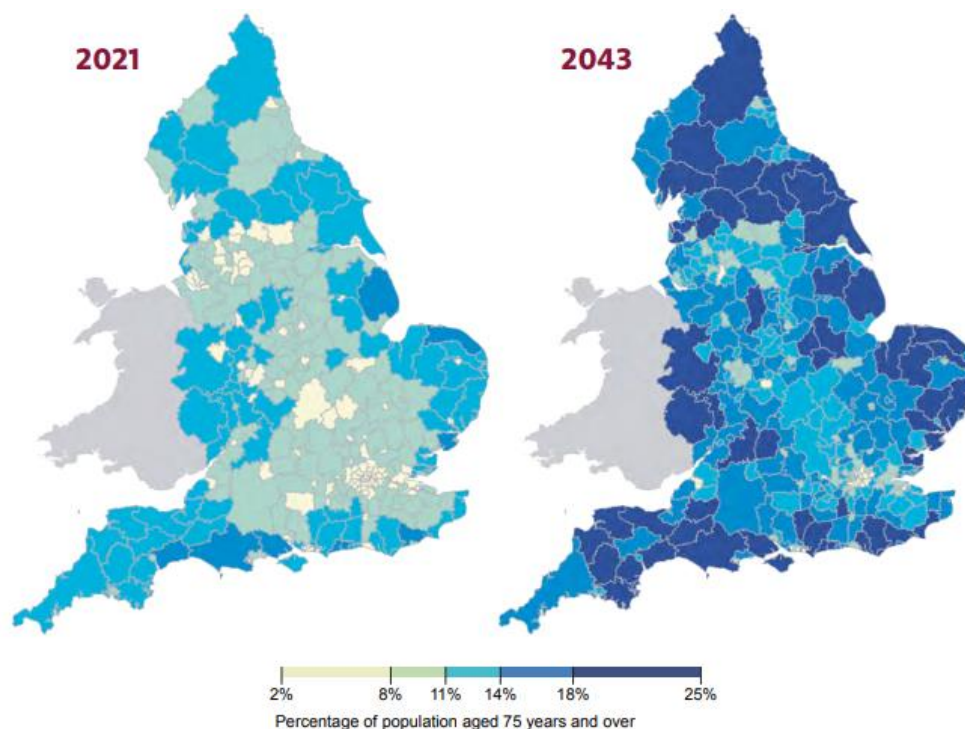 2021
2043
2% 8% 11% 14% 18% 25%
Percentage of population aged 75 years and over